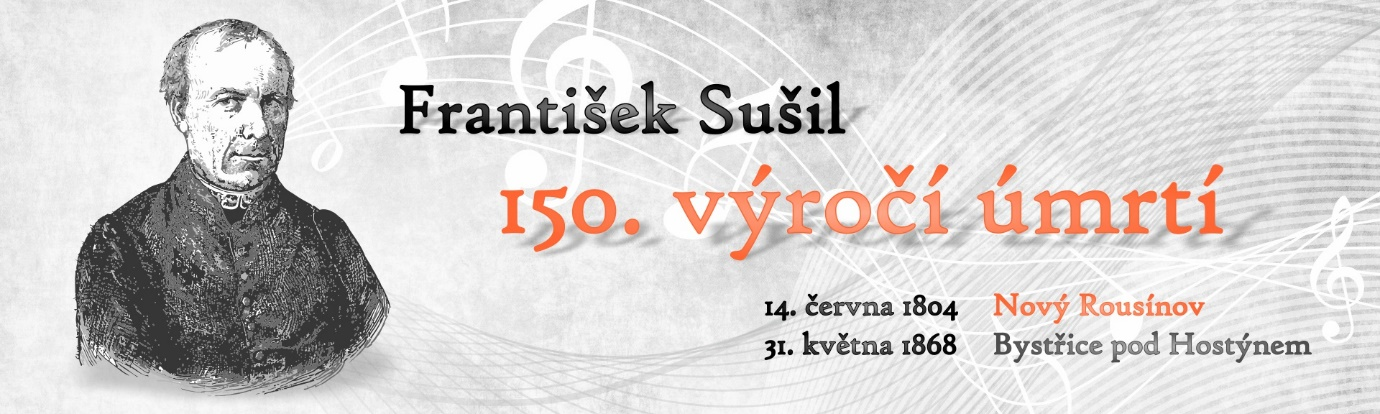 František Sušil
150. výročí úmrtí
14. června 1804 Nový Rousínov
31. května 1868 Bystřice pod Hostýnem